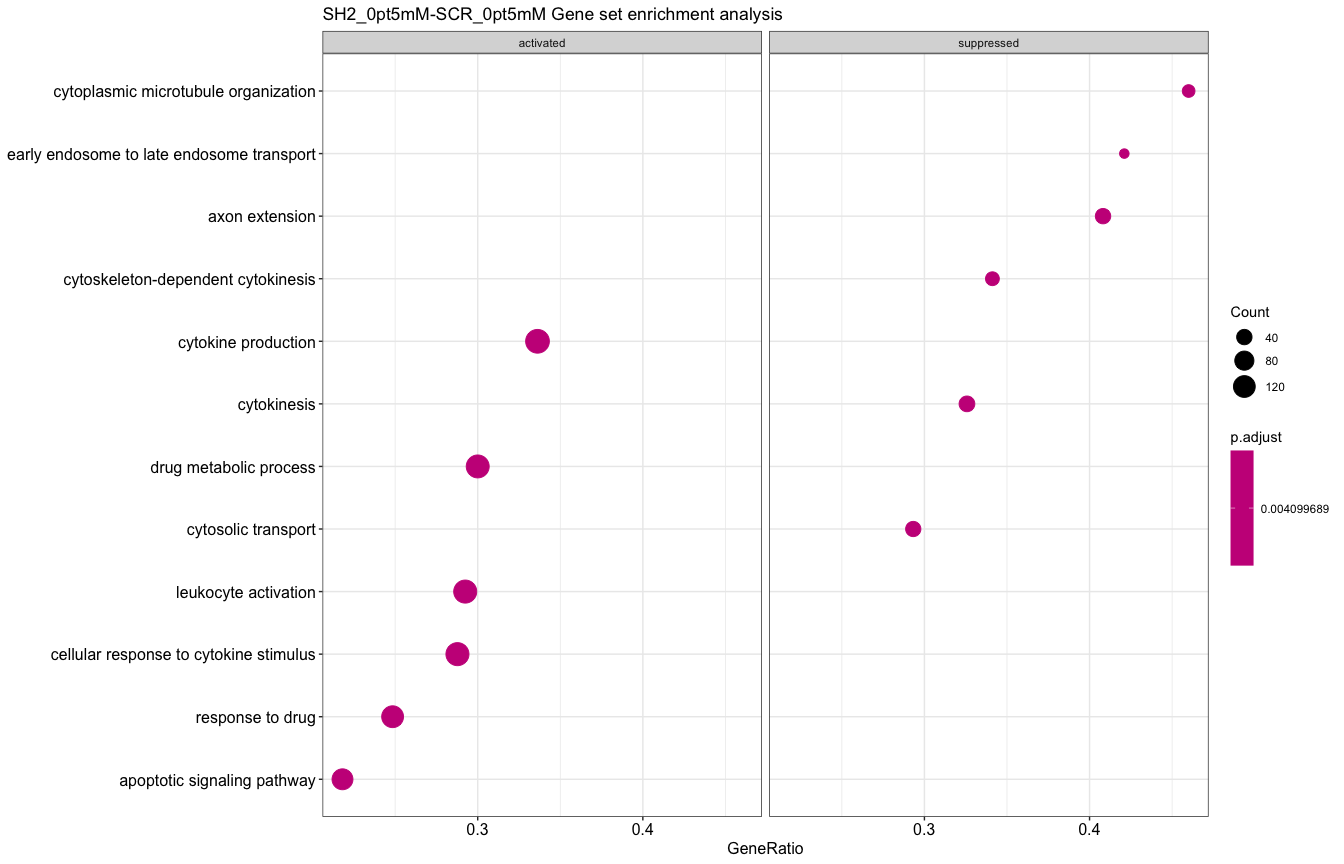 SH2_0pt5mM-SCR_0pt5mM Gene set enrichment analysis
activated
suppressed
cytoplasmic microtubule organization
early endosome to late endosome transport
axon extension
cytoskeleton-dependent cytokinesis
cytokine production
cytokinesis
drug metabolic process
cytosolic transport
leukocyte activation
cellular response to cytokine stimulus
response to drug
apoptotic signaling pathway
0.3
0.4
0.3
0.4
GeneRatio
Count
40
80
120
p.adjust
0.004099689